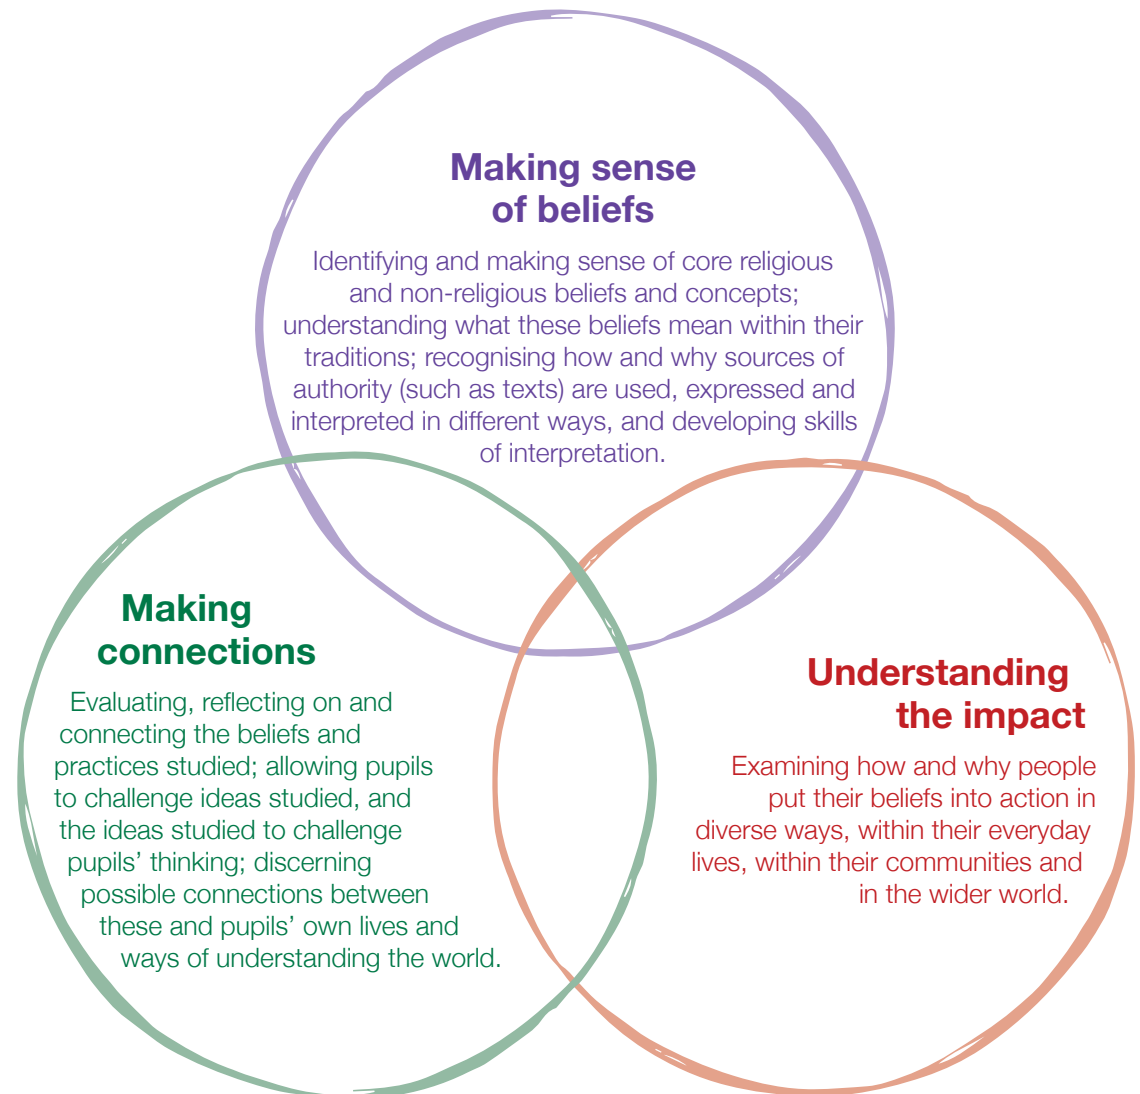 Making sense
of beliefs
Identifying and making sense of core religious
and non-religious beliefs and concepts;
understanding what these beliefs mean within their
traditions; recognising how and why sources of
authority (such as texts) are used, expressed and
interpreted in different ways, and developing skills
of interpretation.
Making
connections
Evaluating, reflecting on and
connecting the beliefs and
practices studied; allowing pupils
to challenge ideas studied, and
the ideas studied to challenge
pupils’ thinking; discerning
possible connections between
these and pupils’ own lives and
ways of understanding the world.
Understanding
the impact
Examining how and why people
put their beliefs into action in
diverse ways, within their everyday
lives, within their communities and
in the wider world.